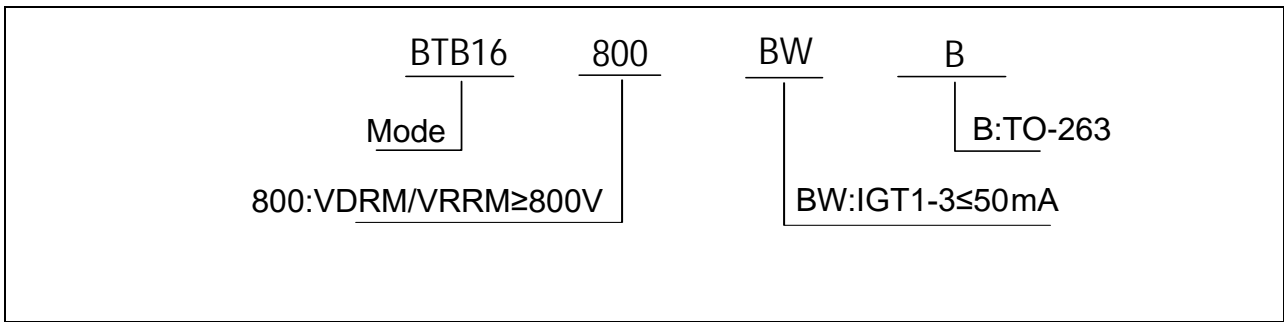 BTB16 800 BW B
Mode B:TO-263
800:VDRM/VRRM≥800V BW:IGT1-3≤50mA